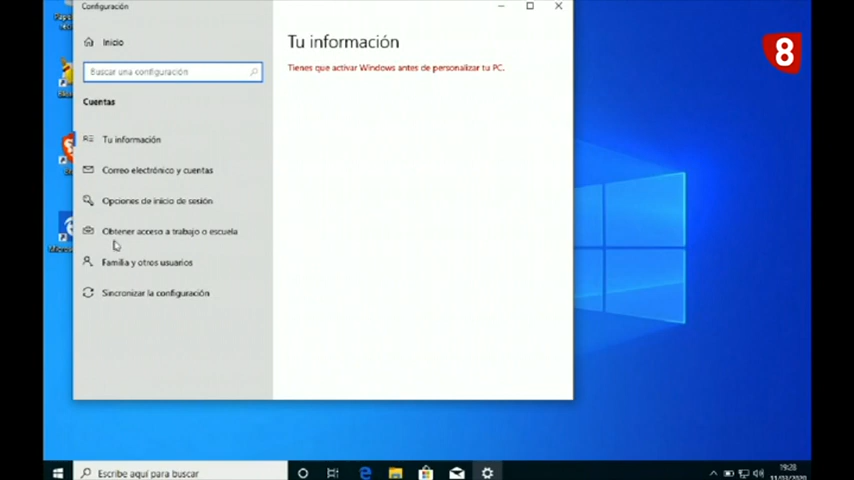 Configuración
Inicio
Buscar una configuración
Cuentas
Tu información
Correo electrónico y cuentas
Opciones de inicio de sesión
Obtener acceso a trabajo o escuela
Familia y otros usuarios
Sincronizar la configuración
Tu información
Tienes que activar Windows antes de personalizar tu PC.
8
Escribe aquí para buscar
19:28